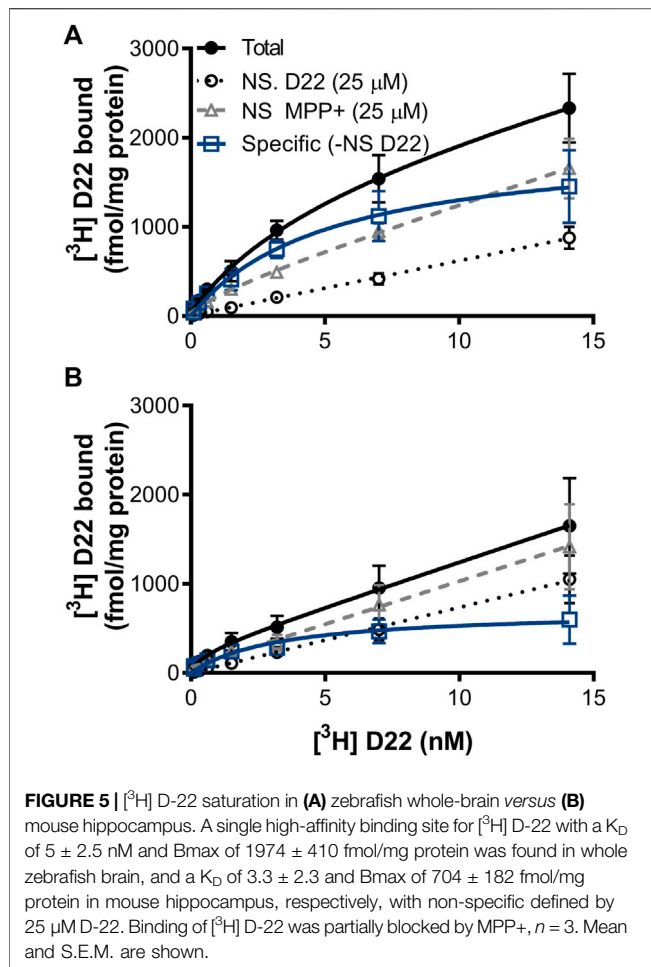 A
3000
2000
1000
0
[³H] D22 bound
(fmol/mg protein)
Total
NS. D22 (25 μM)
NS MPP+ (25 μM)
Specific (-NS D22)
0
5
10
15
B
3000
2000
1000
0
[³H] D22 bound
(fmol/mg protein)
0
5
10
15
[³H] D22 (nM)
FIGURE 5 | [³H] D-22 saturation in (A) zebrafish whole-brain versus (B)
mouse hippocampus. A single high-affinity binding site for [³H] D-22 with a K_D
of 5 ± 2.5 nM and Bmax of 1974 ± 410 fmol/mg protein was found in whole
zebrafish brain, and a K_D of 3.3 ± 2.3 and Bmax of 704 ± 182 fmol/mg
protein in mouse hippocampus, respectively, with non-specific defined by
25 μM D-22. Binding of [³H] D-22 was partially blocked by MPP+, n = 3. Mean
and S.E.M. are shown.